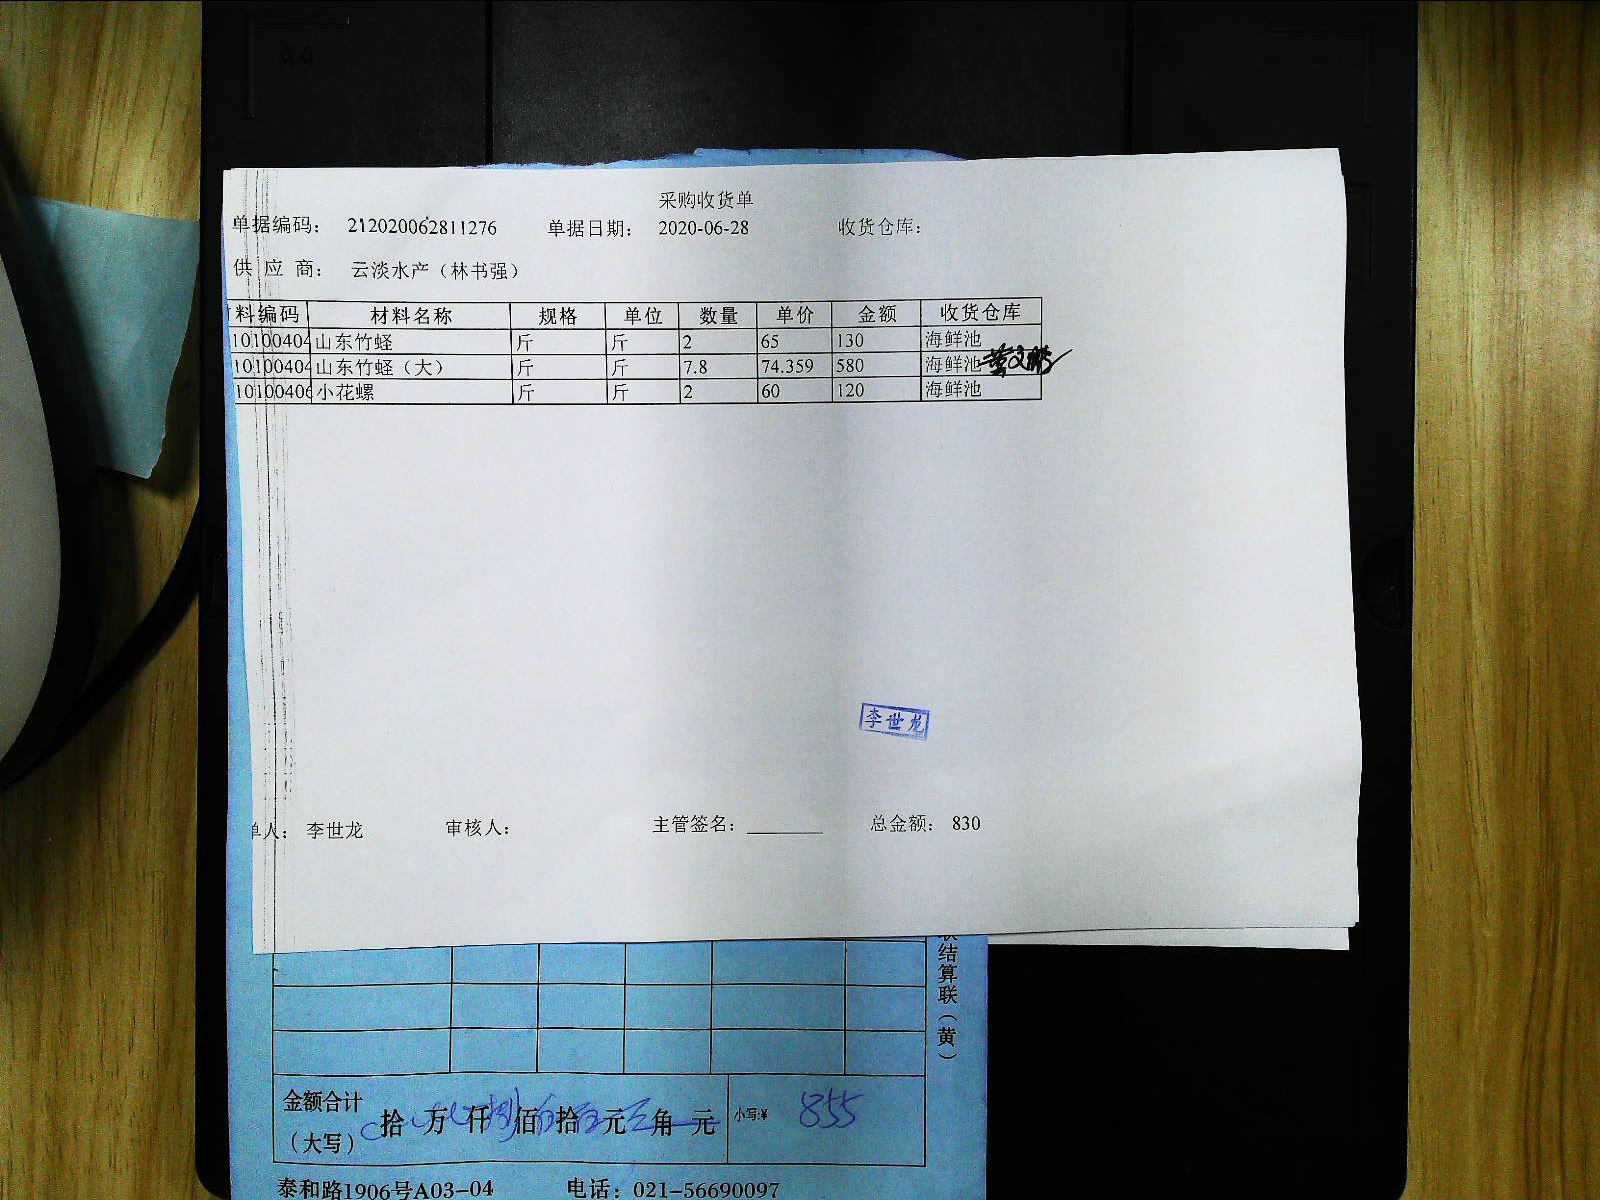 采购收货单
单据编码： 212020062811276 单据日期： 2020-06-28 收货仓库：
供 应 商： 云淡水产（林书强）
料编码 材料名称 规格 单位 数量 单价 金额 收货仓库
10100404 山东竹蛏 斤 斤 2 65 130 海鲜池
10100404 山东竹蛏（大） 斤 斤 7.8 74.359 580 海鲜池
10100406 小花螺 斤 斤 2 60 120 海鲜池
李世龙
单人： 李世龙 审核人： 主管签名： 总金额： 830
结算联（黄）
金额合计（大写） 拾 万 仟 佰 拾 元 角 元 小写:¥ 855
泰和路1906号A03-04 电话：021-56690097